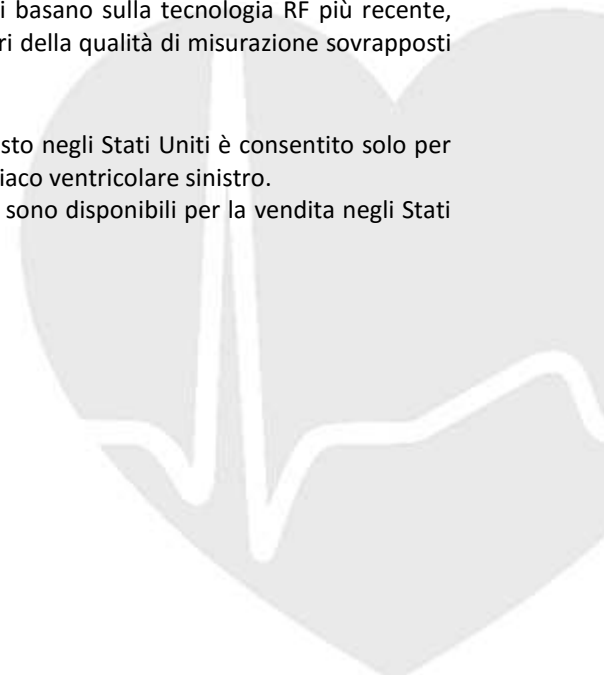 i basano sulla tecnologia RF più recente,
ri della qualità di misurazione sovrapposti
sto negli Stati Uniti è consentito solo per
iaco ventricolare sinistro.
sono disponibili per la vendita negli Stati